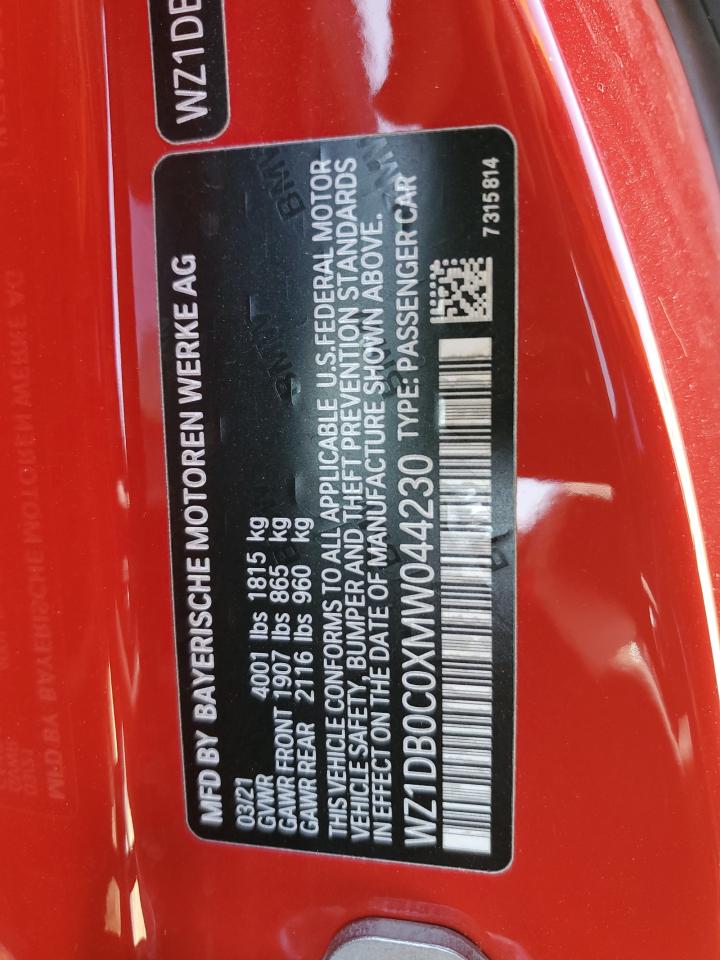 WZ1DB
MFD BY BAYERISCHE MOTOREN WERKE AG
03/21
GVWR 4001 lbs 1815 kg
GAWR FRONT 1907 lbs 865 kg
GAWR REAR 2116 lbs 960 kg
THIS VEHICLE CONFORMS TO ALL APPLICABLE U.S.FEDERAL MOTOR
VEHICLE SAFETY, BUMPER AND THEFT PREVENTION STANDARDS
IN EFFECT ON THE DATE OF MANUFACTURE SHOWN ABOVE.
WZ1DB0C0XMW044230 TYPE: PASSENGER CAR
7315814